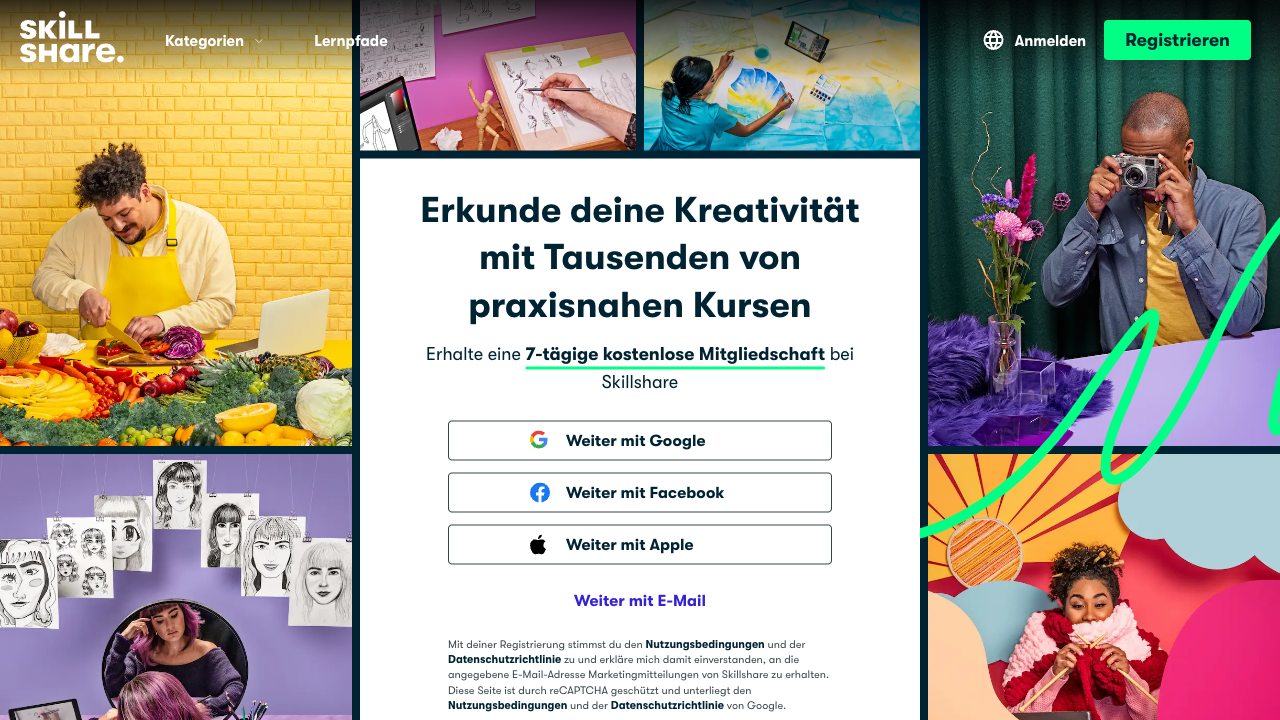 SKILL
share.
Kategorien
Lernpfade
Anmelden
Registrieren
Erkunde deine Kreativität
mit Tausenden von
praxisnahen Kursen
Erhalte eine 7-tägige kostenlose Mitgliedschaft bei
Skillshare
Weiter mit Google
Weiter mit Facebook
Weiter mit Apple
Weiter mit E-Mail
Mit deiner Registrierung stimmst du den Nutzungsbedingungen und der
Datenschutzrichtlinie zu und erkläre mich damit einverstanden, an die
angegebene E-Mail-Adresse Marketingmitteilungen von Skillshare zu erhalten.
Diese Seite ist durch reCAPTCHA geschützt und unterliegt den
Nutzungsbedingungen und der Datenschutzrichtlinie von Google.